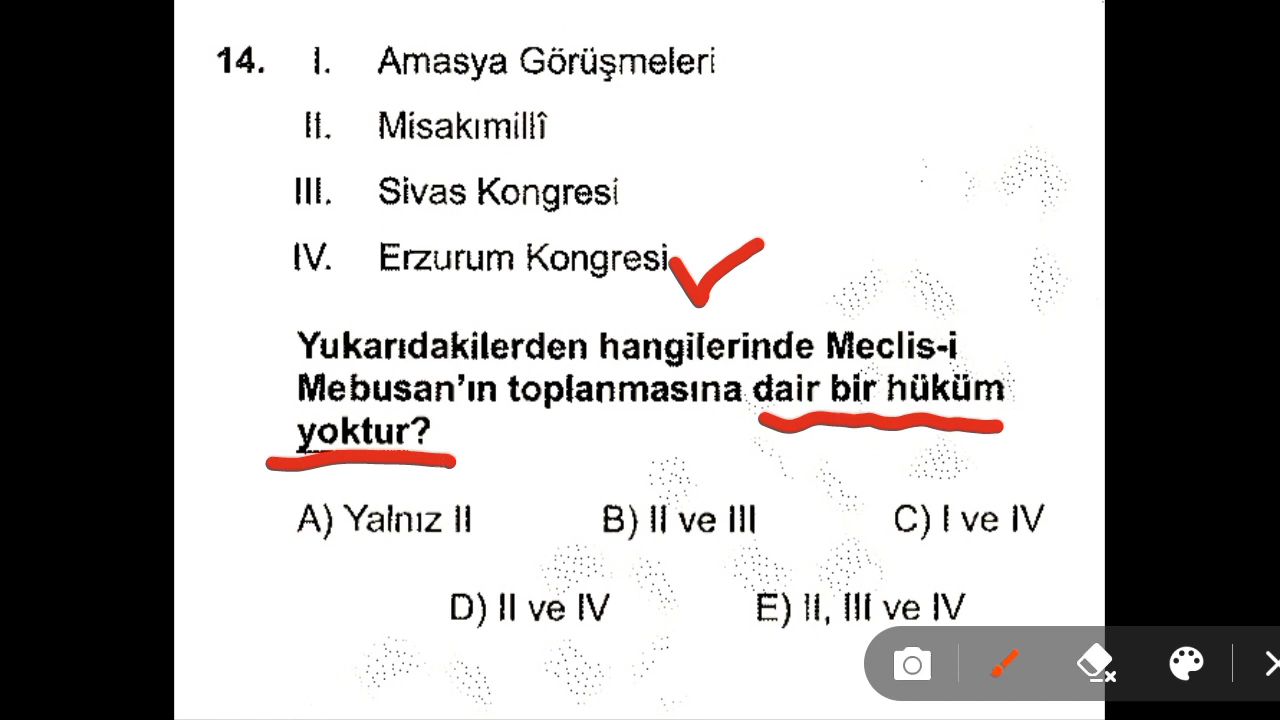 14. I. Amasya Görüşmeleri
II. Misakımillî
III. Sivas Kongresi
IV. Erzurum Kongresi
Yukarıdakilerden hangilerinde Meclis-i
Mebusan’ın toplanmasına dair bir hüküm
yoktur?
A) Yalnız II B) II ve III C) I ve IV
D) II ve IV E) II, III ve IV